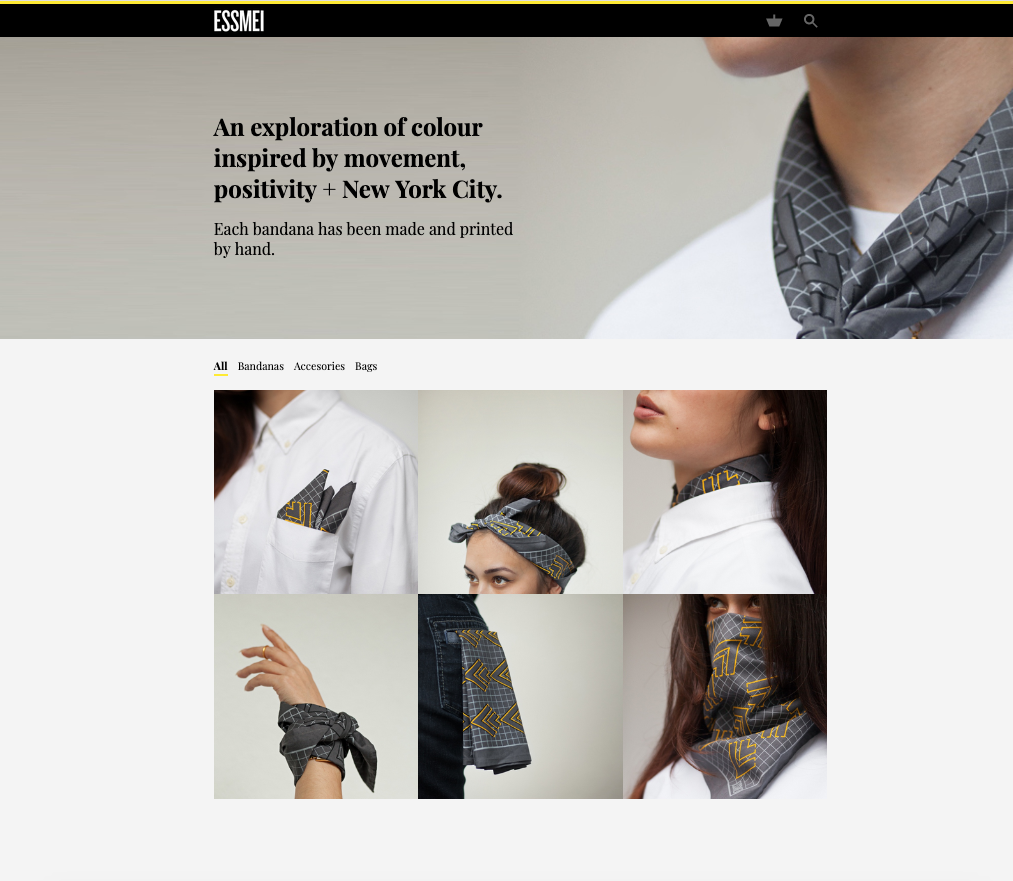 ESSMEI
An exploration of colour
inspired by movement,
positivity + New York City.
Each bandana has been made and printed
by hand.
All Bandanas Accesories Bags